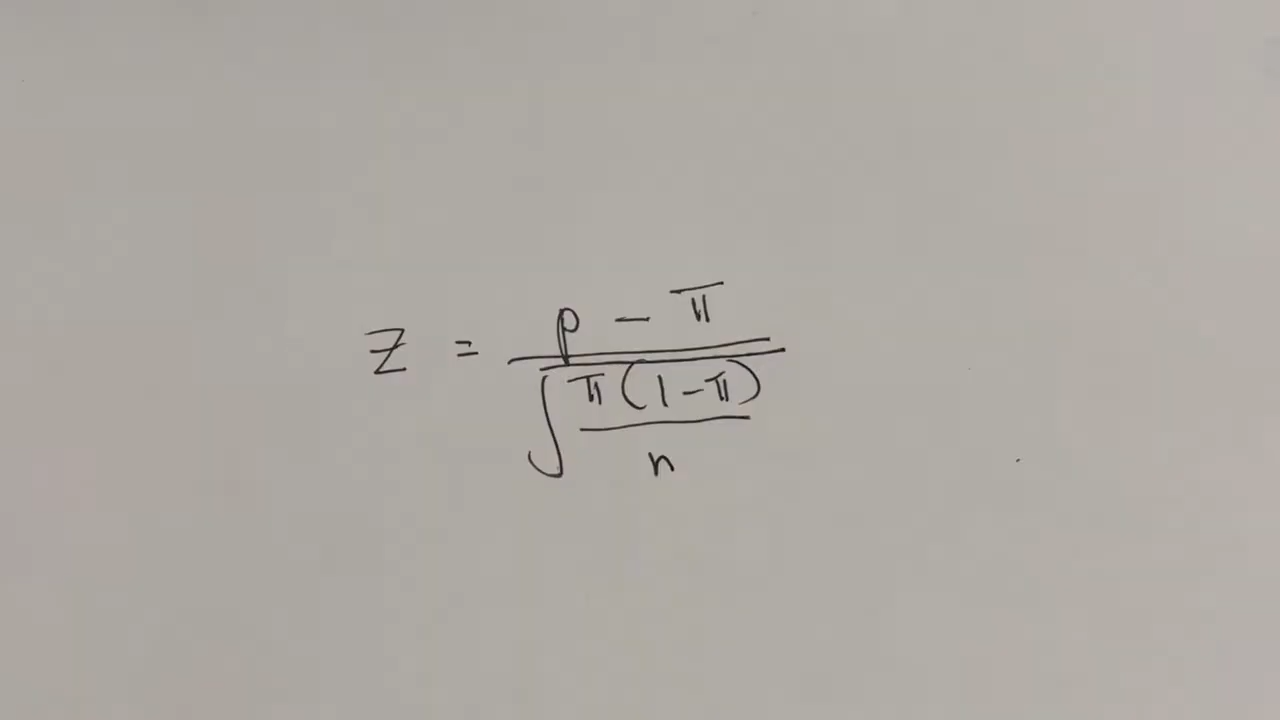 Z = p - π / √(π(1-π) / n)